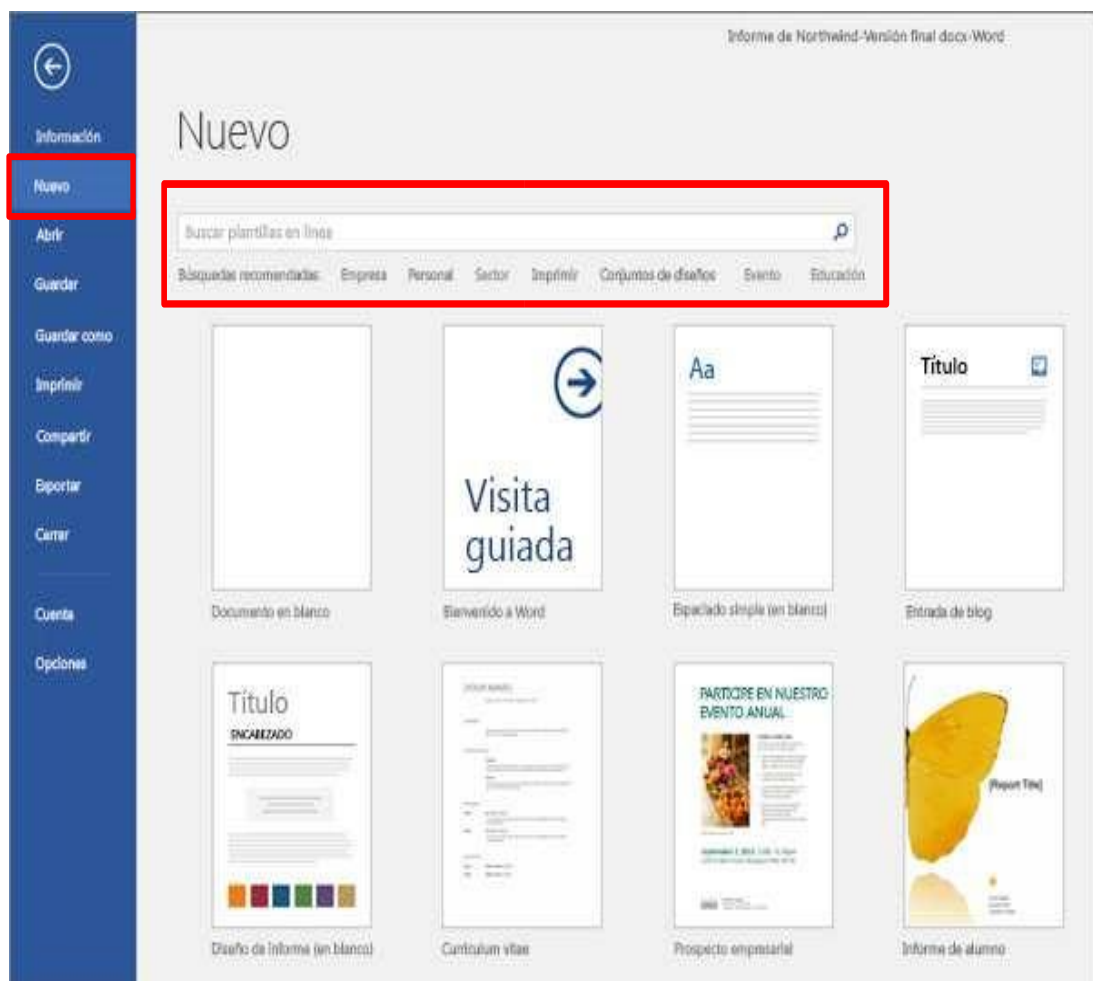 Informe de Northwind-Versión final docx-Word
Información
Nuevo
Abrir
Guardar
Guardar como
Imprimir
Compartir
Exportar
Cerrar
Cuenta
Opciones
Nuevo
Buscar plantillas en línea
Búsquedas recomendadas: Empresa Personal Sector Imprimir Conjuntos de diseños Evento Educación
Visita
guiada
Aa
Título
Documento en blanco
Bienvenido a Word
Espaciado simple (en blanco)
Entrada de blog
Título
ENCABEZADO
PARTICIPE EN NUESTRO
EVENTO ANUAL
[Report Title]
Diseño de informe (en blanco)
Currículum vitae
Prospecto empresarial
Informe de alumno